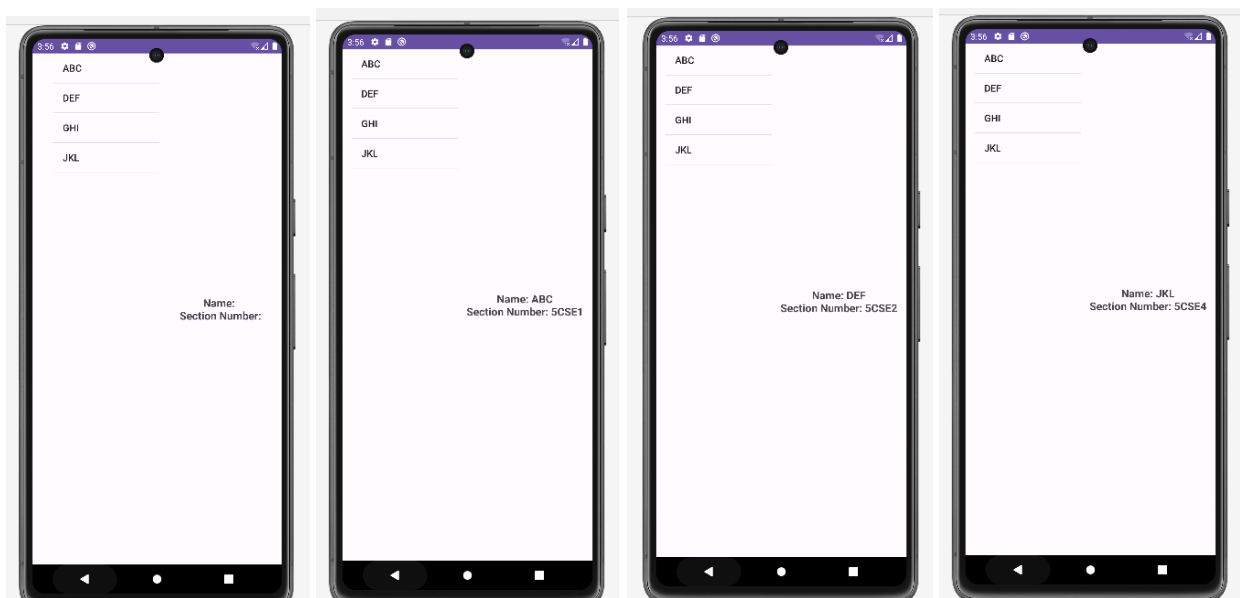 3:56
ABC
DEF
GHI
JKL
Name:
Section Number:
3:56
ABC
DEF
GHI
JKL
Name: ABC
Section Number: 5CSE1
3:56
ABC
DEF
GHI
JKL
Name: DEF
Section Number: 5CSE2
3:56
ABC
DEF
GHI
JKL
Name: JKL
Section Number: 5CSE4